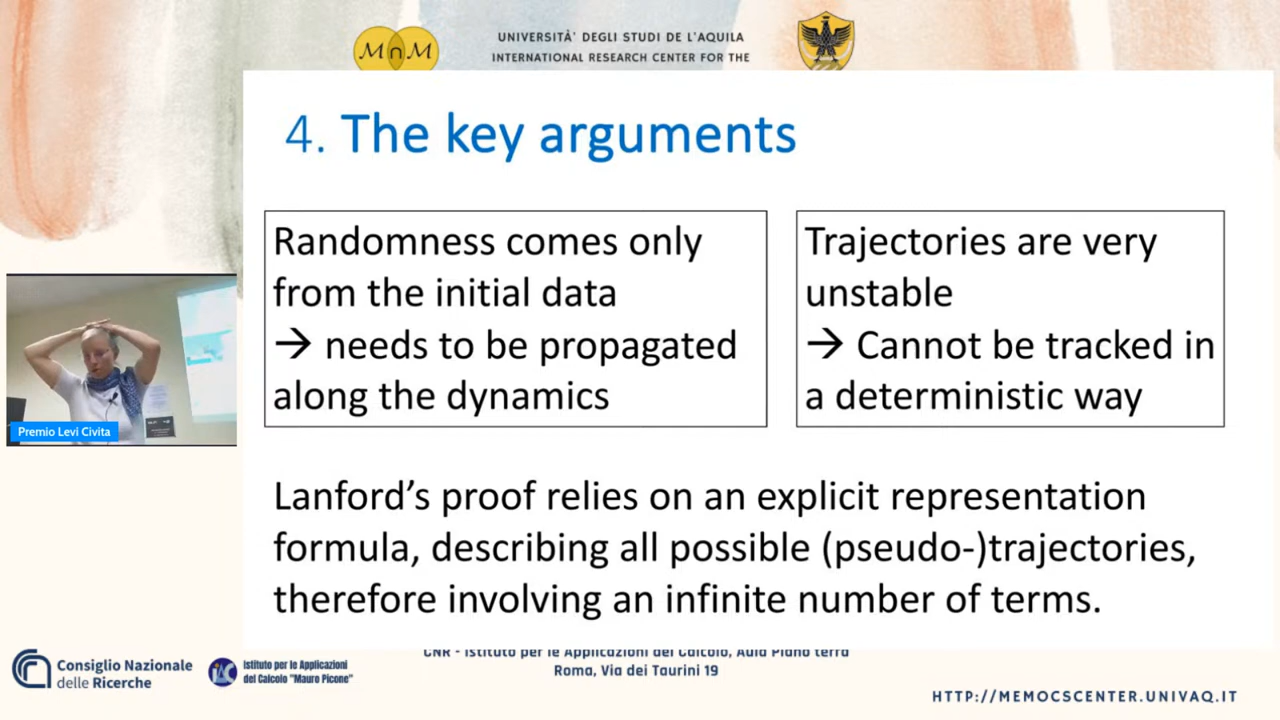 MnM
UNIVERSITÀ' DEGLI STUDI DE L'AQUILA
INTERNATIONAL RESEARCH CENTER FOR THE
4. The key arguments
Randomness comes only
from the initial data
→ needs to be propagated
along the dynamics
Trajectories are very
unstable
→ Cannot be tracked in
a deterministic way
Premio Levi Civita
Lanford’s proof relies on an explicit representation
formula, describing all possible (pseudo-)trajectories,
therefore involving an infinite number of terms.
Consiglio Nazionale
delle Ricerche
IAC
Istituto per le Applicazioni
del Calcolo "Mauro Picone"
CNR - Istituto per le Applicazioni del Calcolo, Aula Piano terra
Roma, Via dei Taurini 19
HTTP://MEMOCSCENTER.UNIVAQ.IT